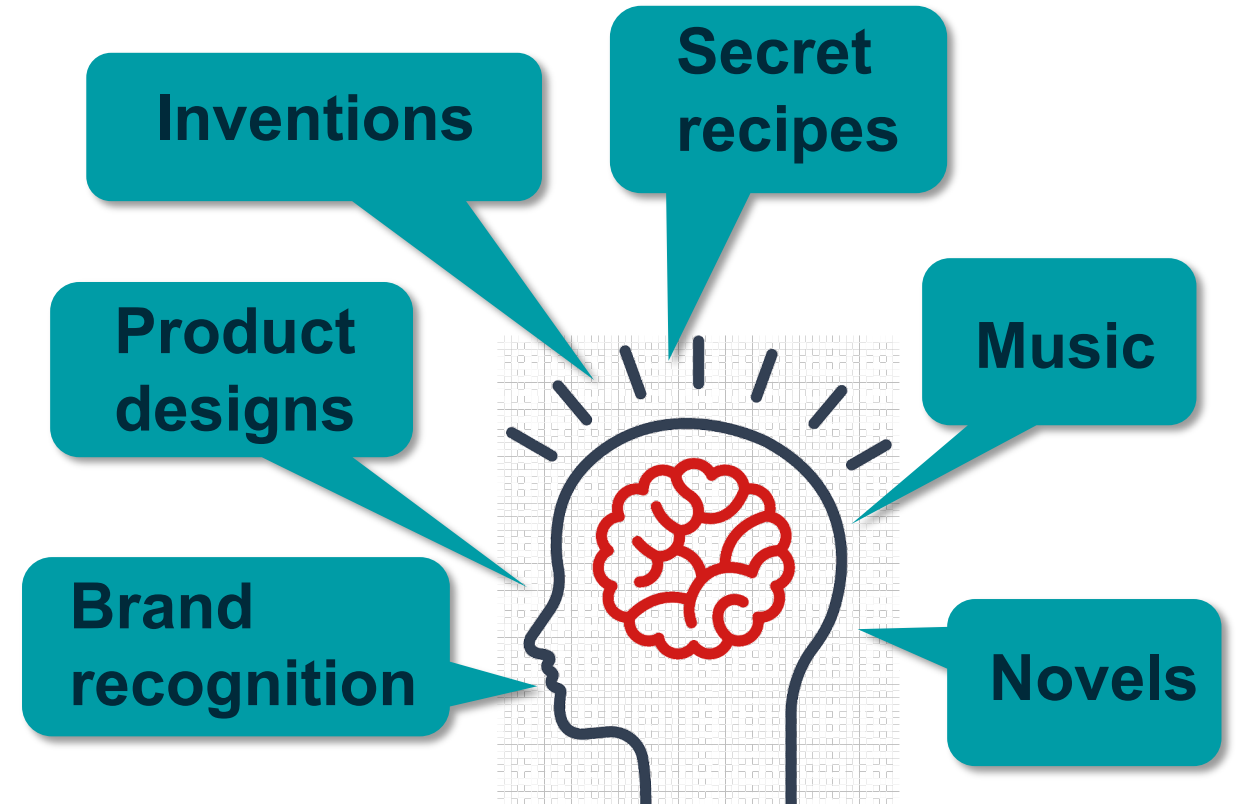 Inventions
Secret
recipes
Product
designs
Music
Brand
recognition
Novels